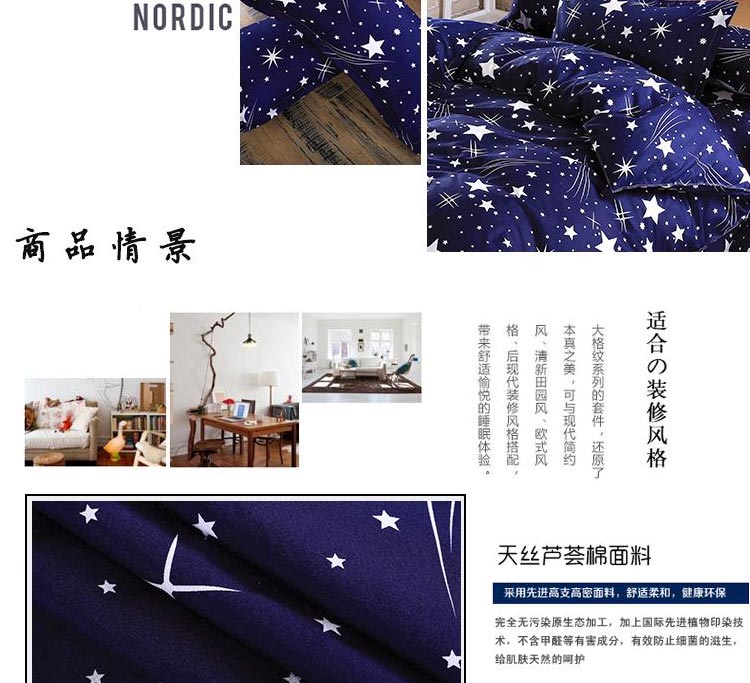 NORDIC
商品情景
适合の装修风格
大格纹系列的套件，还原了
本真之美，可与现代简约
风、清新田园风、欧式风
格、后现代装修风格搭配，
带来舒适愉悦的睡眠体验。
天丝芦荟棉面料
采用先进高支高密面料，舒适柔和，健康环保
完全无污染原生态加工，加上国际先进植物印染技
术，不含甲醛等有害成分，有效防止细菌的滋生，
给肌肤天然的呵护